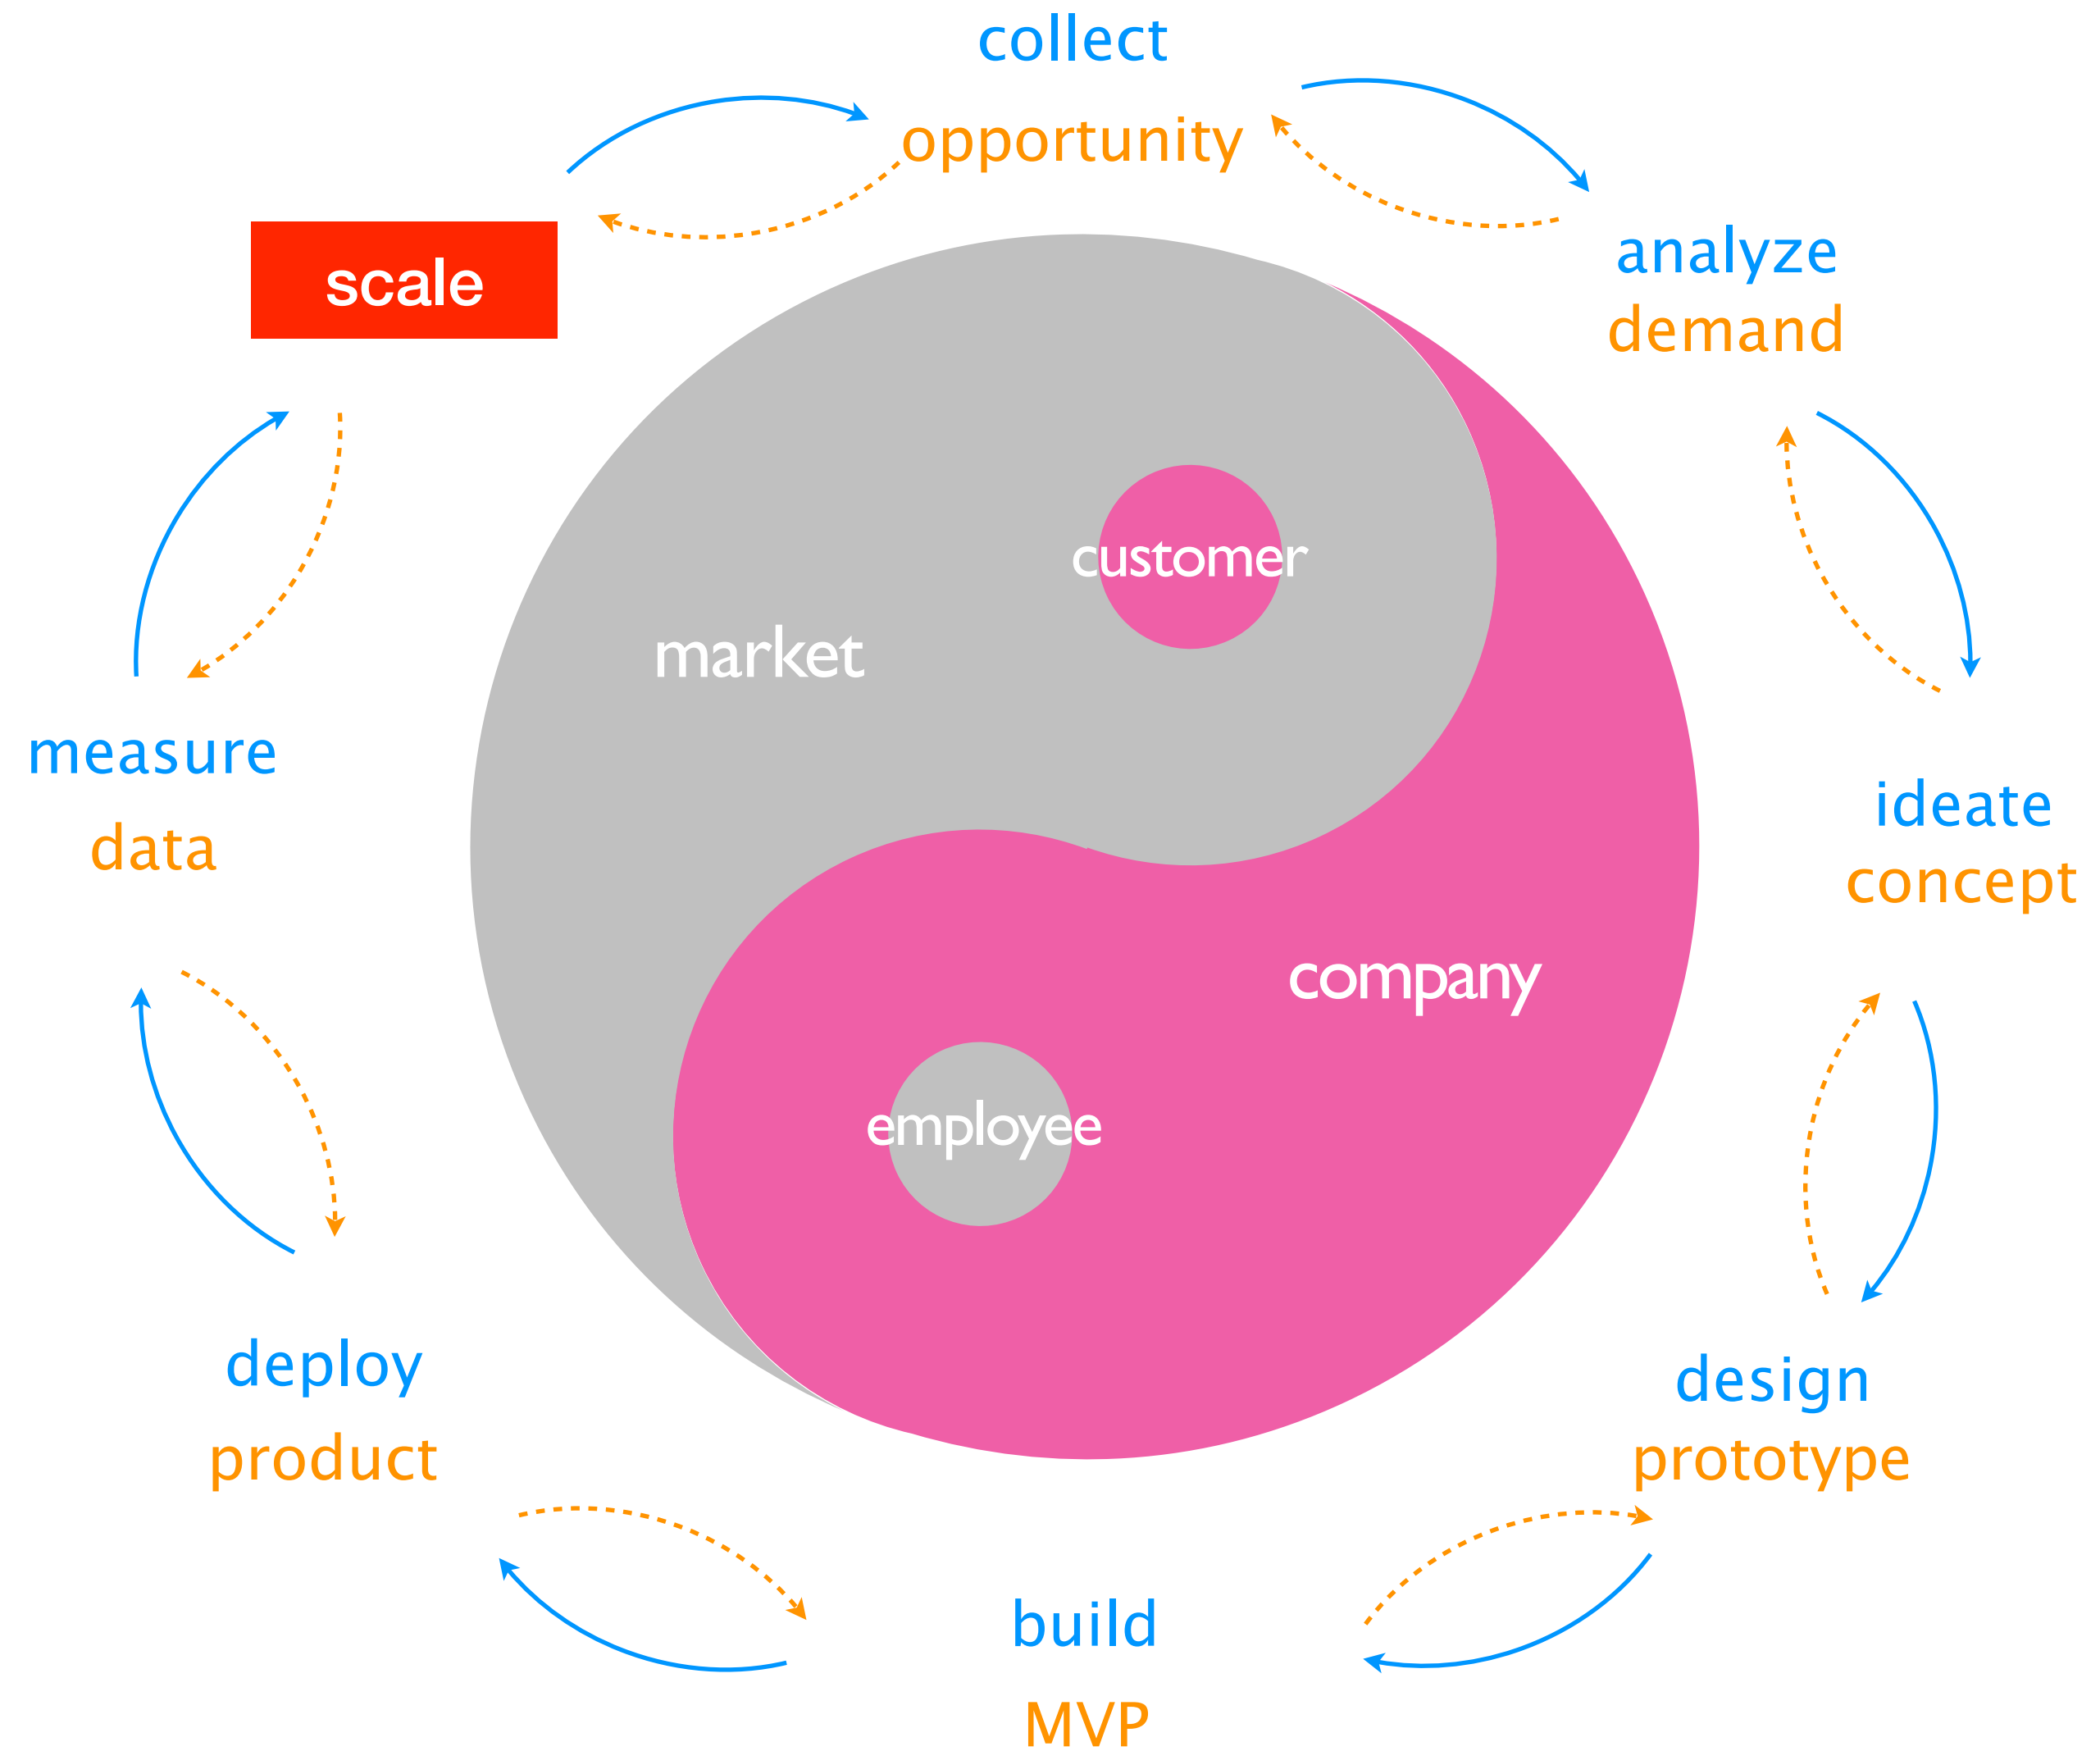 collect
opportunity
scale
analyze
demand
customer
market
measure
data
ideate
concept
company
employee
deploy
product
design
prototype
build
MVP